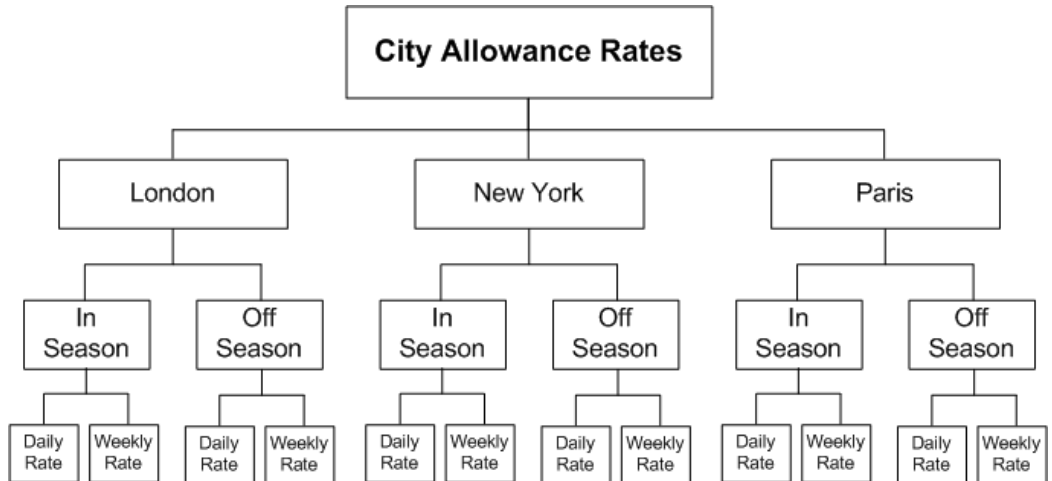 City Allowance Rates
London
New York
Paris
In
Season
Off
Season
In
Season
Off
Season
In
Season
Off
Season
Daily
Rate
Weekly
Rate
Daily
Rate
Weekly
Rate
Daily
Rate
Weekly
Rate
Daily
Rate
Weekly
Rate
Daily
Rate
Weekly
Rate
Daily
Rate
Weekly
Rate